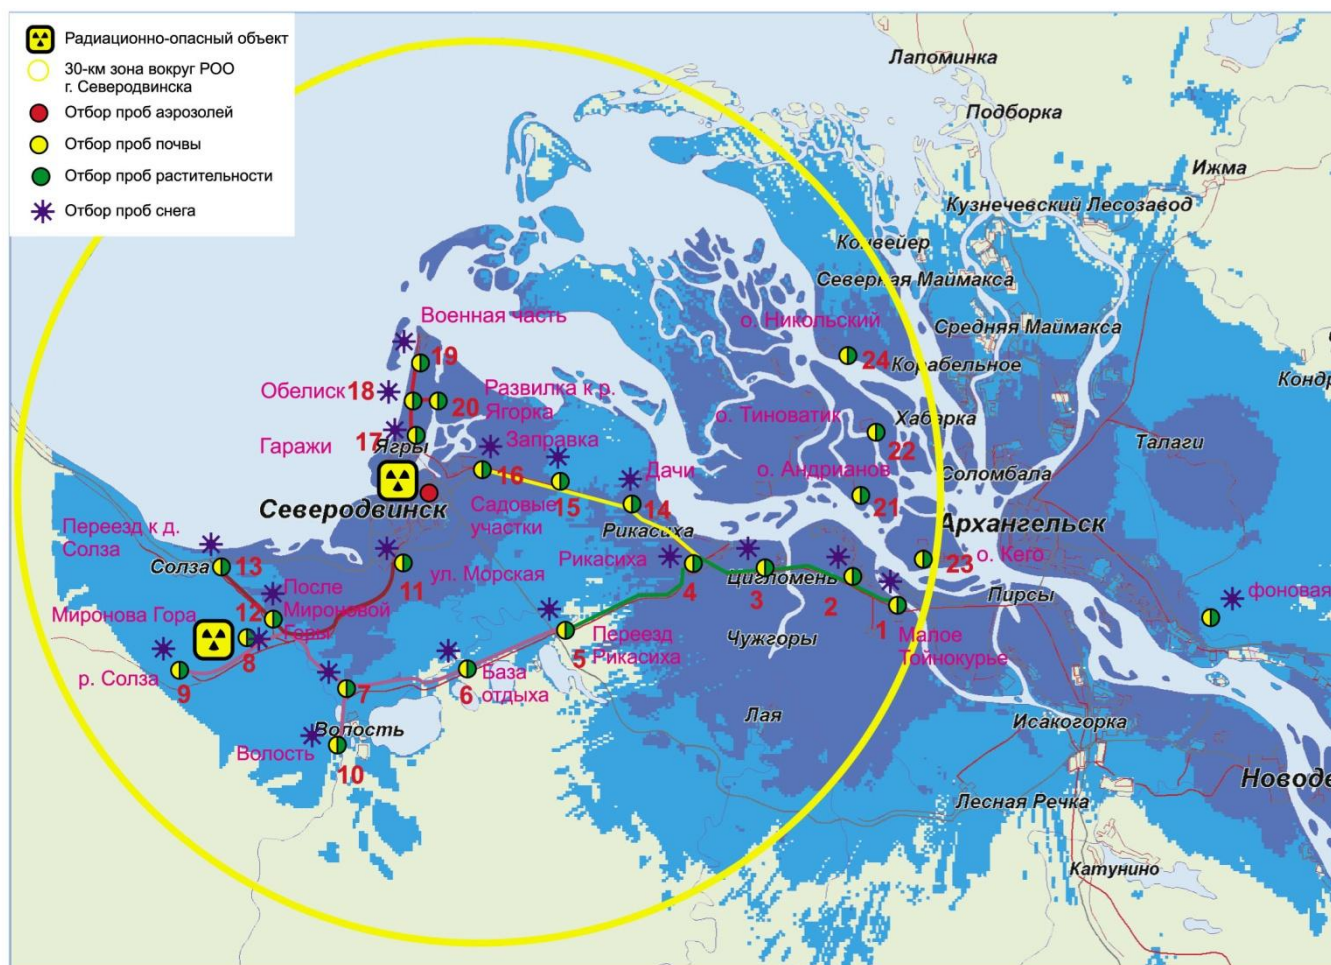 Радиационно-опасный объект
30-км зона вокруг РОО
г. Северодвинска
Отбор проб аэрозолей
Отбор проб почвы
Отбор проб растительности
Отбор проб снега
Лапоминка
Подборка
Ижма
Кузнечевский Лесозавод
Конвейер
Северная Маймакса
Военная часть
о. Никольский
Средняя Маймакса
19
24
Корабельное
Обелиск
18
20
Развилка к р.
Ягорка
о. Тиноватик
Хабарка
Талаги
Гаражи
17
Ягры
Заправка
22
16
15
Дачи
о. Андрианов
Соломбала
Северодвинск
Садовые
участки
14
21
Архангельск
Переезд к д.
Солза
Рикасиха
Солза
13
11
ул. Морская
Рикасиха
4
3
Цигломень
2
23
о. Кего
Пирсы
фоновая
Миронова Гора
12
После
Мироновой
Горы
8
1
Малое
Тойнокурье
Чужгоры
5
Переезд
Рикасиха
р. Солза
9
7
6
База
отдыха
Лая
Исакогорка
Волость
Волость
10
Новоде
Лесная Речка
Катунино
Кондр